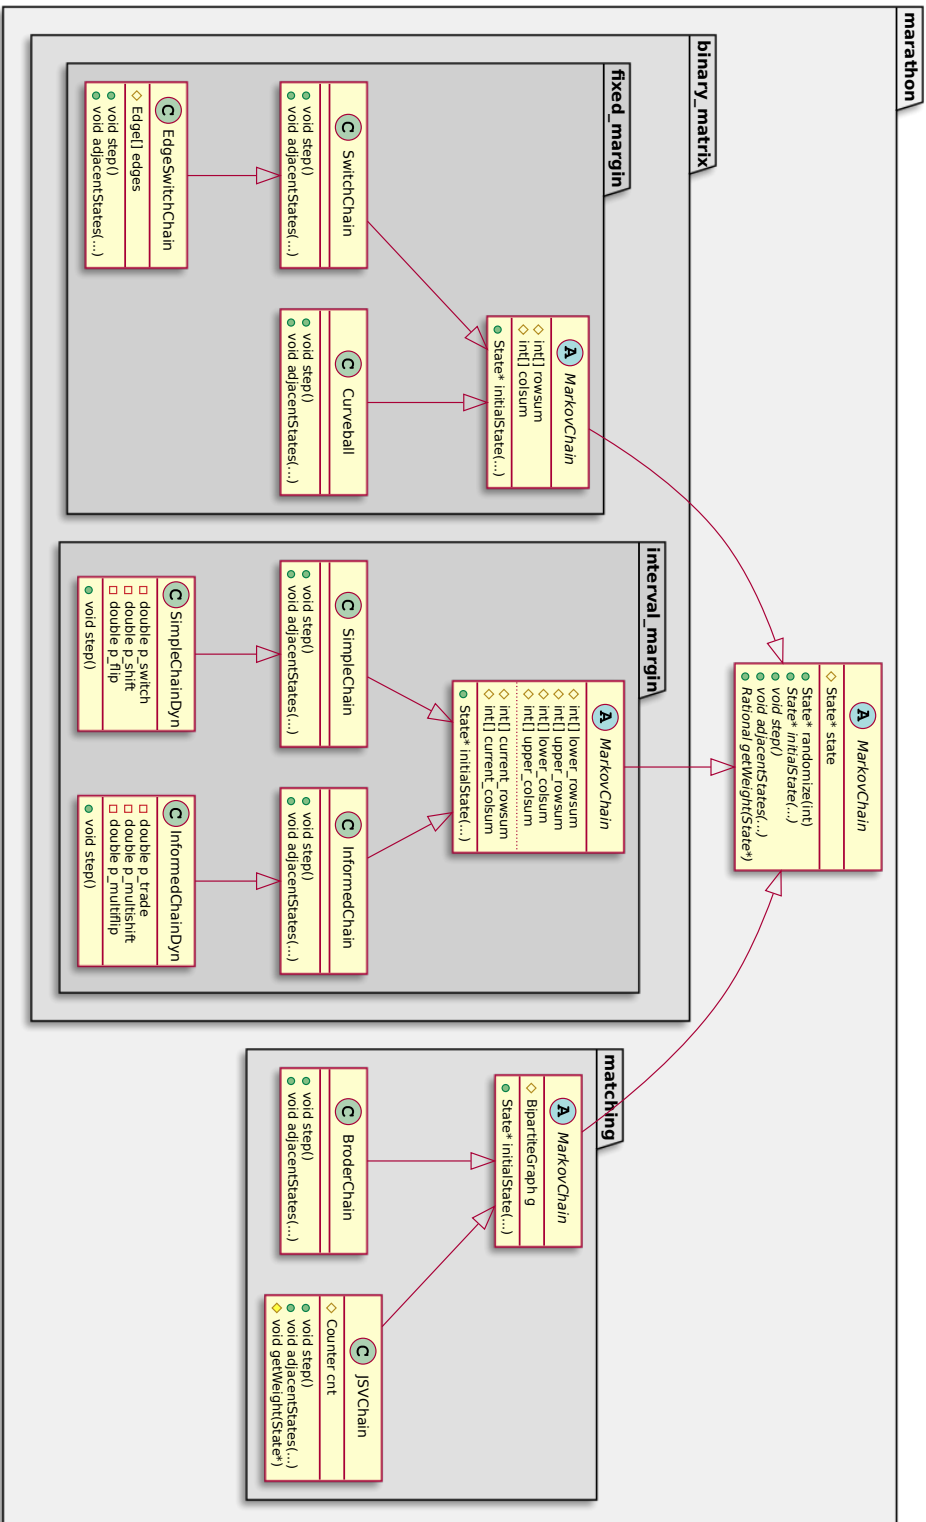 marathon
MarkovChain
State* state
State* randomize(int)
State* initialState(...)
void step()
void adjacentStates(...)
Rational getWeight(State*)
binary_matrix
fixed_margin
MarkovChain
int[] rowsum
int[] colsum
State* initialState(...)
SwitchChain
void step()
void adjacentStates(...)
Curveball
void step()
void adjacentStates(...)
EdgeSwitchChain
Edge[] edges
void step()
void adjacentStates(...)
interval_margin
MarkovChain
int[] lower_rowsum
int[] upper_rowsum
int[] lower_colsum
int[] upper_colsum
int[] current_rowsum
int[] current_colsum
State* initialState(...)
SimpleChain
void step()
void adjacentStates(...)
InformedChain
void step()
void adjacentStates(...)
SimpleChainDyn
double p_switch
double p_shift
double p_flip
void step()
InformedChainDyn
double p_trade
double p_multishift
double p_multiflip
void step()
matching
MarkovChain
BipartiteGraph g
State* initialState(...)
BroderChain
void step()
void adjacentStates(...)
JSVChain
Counter cnt
void step()
void adjacentStates(...)
void getWeight(State*)